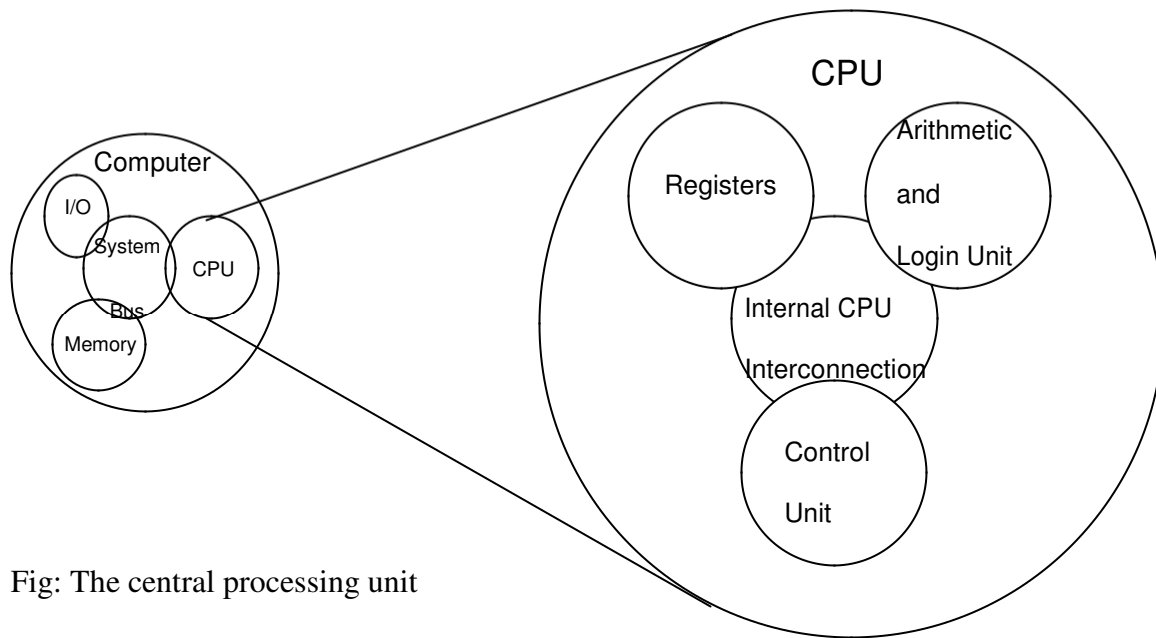 CPU
Computer
I/O
System
Bus
CPU
Memory
Registers
Arithmetic
and
Login Unit
Internal CPU
Interconnection
Control
Unit
Fig: The central processing unit